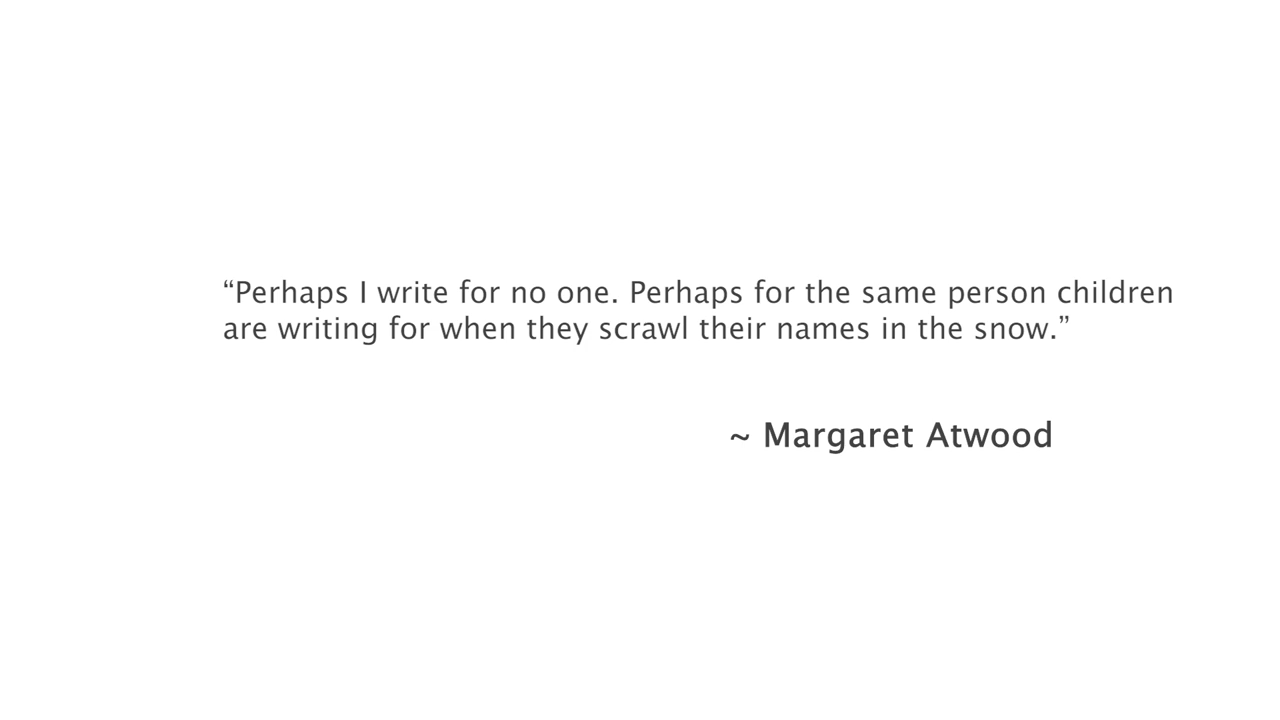 “Perhaps I write for no one. Perhaps for the same person children
are writing for when they scrawl their names in the snow.”
~ Margaret Atwood